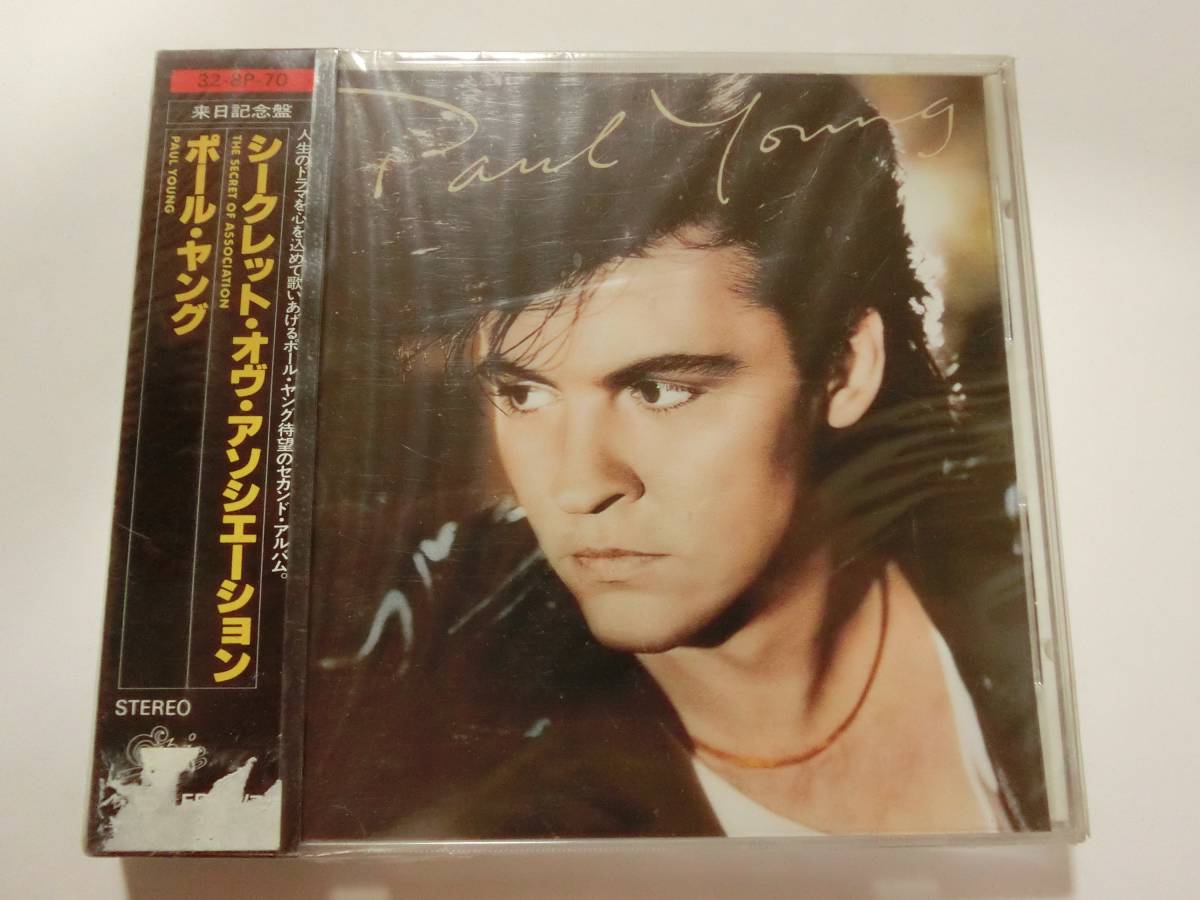 32-8P-70
来日記念盤
人生のドラマを心を込めて歌いあげるポール・ヤング待望のセカンド・アルバム。
シークレット・オヴ・アソシエーション
THE SECRET OF ASSOCIATION
ポール・ヤング
PAUL YOUNG
STEREO
Paul Young